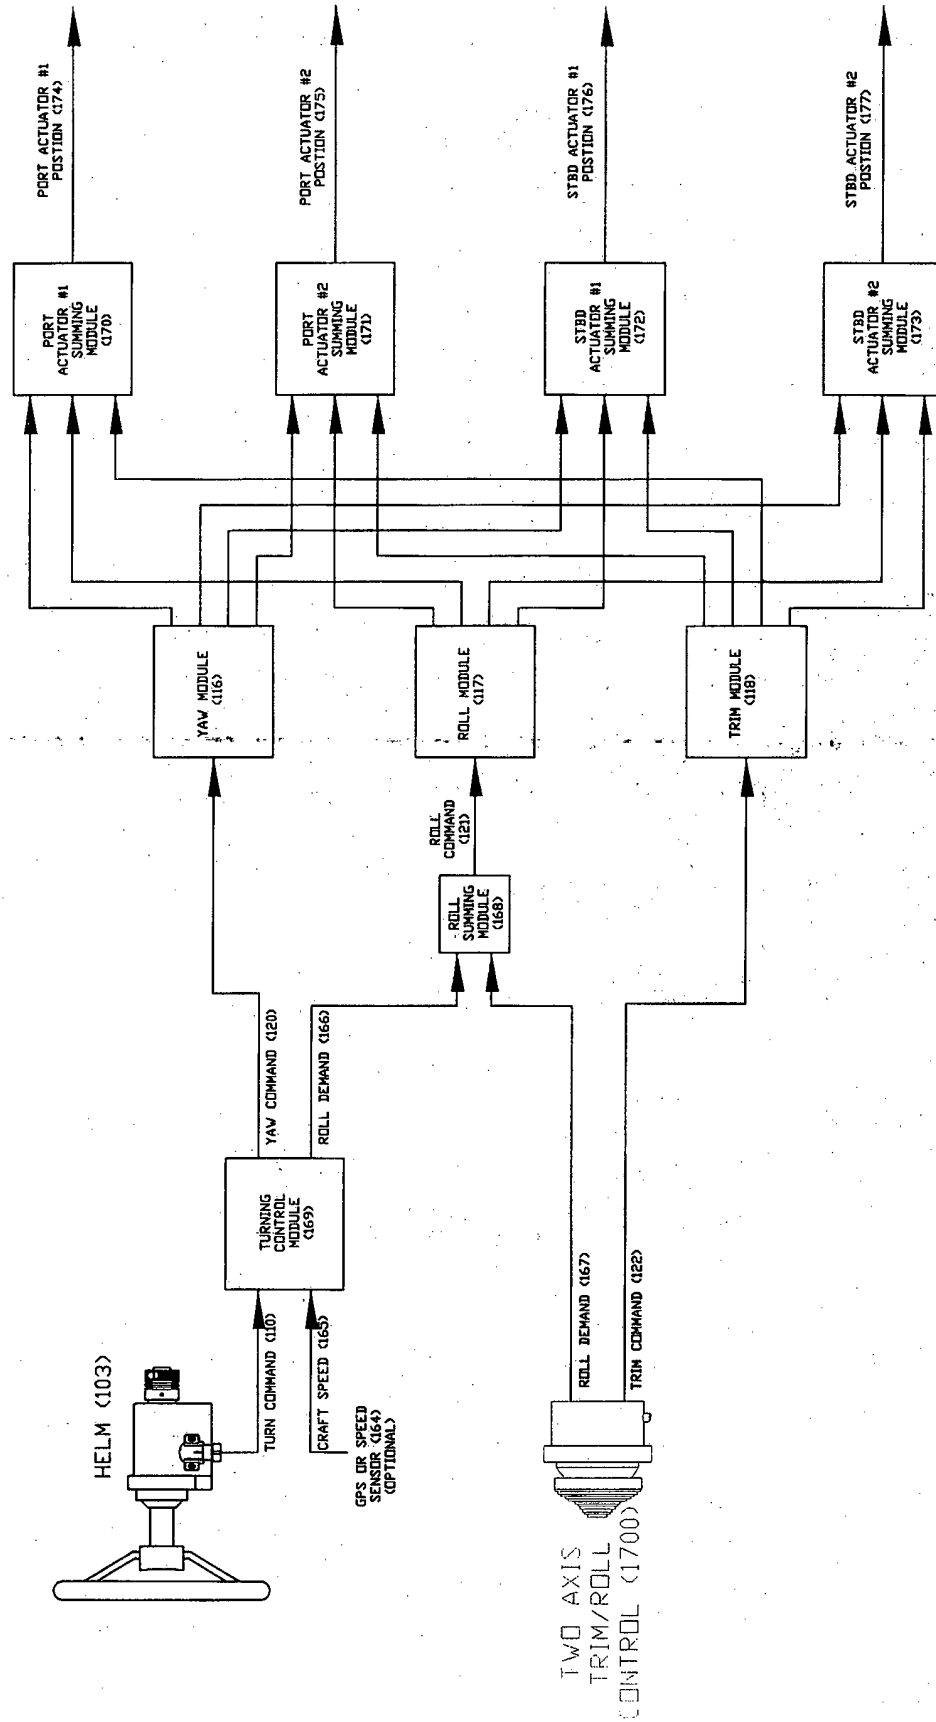 PORT ACTUATOR #1
POSTION (174)
PORT ACTUATOR #2
POSTION (175)
STBD ACTUATOR #1
POSTION (176)
STBD ACTUATOR #2
POSTION (177)
PORT
ACTUATOR #1
SUMMING
MODULE
(170)
PORT
ACTUATOR #2
SUMMING
MODULE
(171)
STBD
ACTUATOR #1
SUMMING
MODULE
(172)
STBD
ACTUATOR #2
SUMMING
MODULE
(173)
YAW MODULE
(116)
ROLL MODULE
(117)
TRIM MODULE
(118)
ROLL
COMMAND
(121)
ROLL
SUMMING
MODULE
(168)
YAW COMMAND (120)
ROLL DEMAND (166)
TURNING
CONTROL
MODULE
(169)
ROLL DEMAND (167)
TRIM COMMAND (122)
TURN COMMAND (110)
CRAFT SPEED (165)
HELM (103)
GPS OR SPEED
SENSOR (164)
(OPTIONAL)
TWO AXIS
TRIM/ROLL
CONTROL (1700)